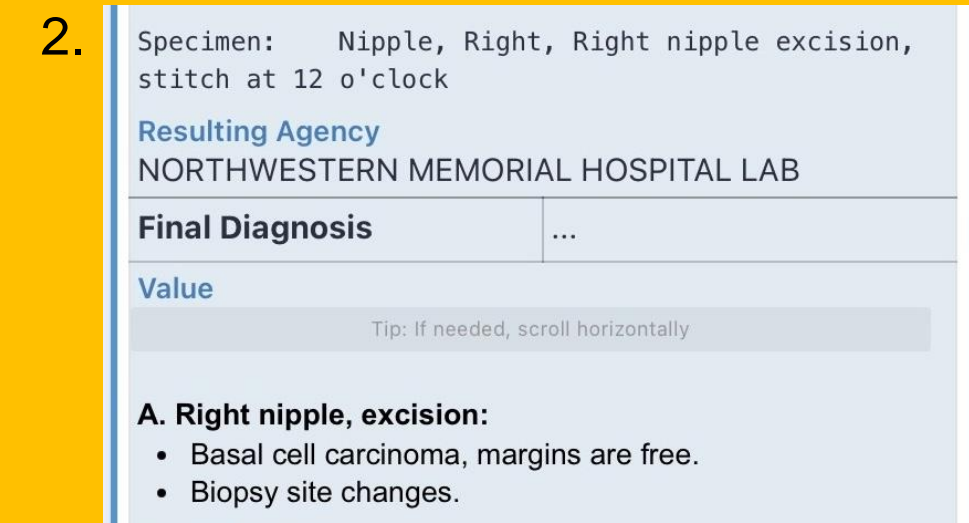 2.
Specimen:    Nipple, Right, Right nipple excision,
stitch at 12 o'clock
Resulting Agency
NORTHWESTERN MEMORIAL HOSPITAL LAB
Final Diagnosis ...
Value
Tip: If needed, scroll horizontally
A. Right nipple, excision:
• Basal cell carcinoma, margins are free.
• Biopsy site changes.